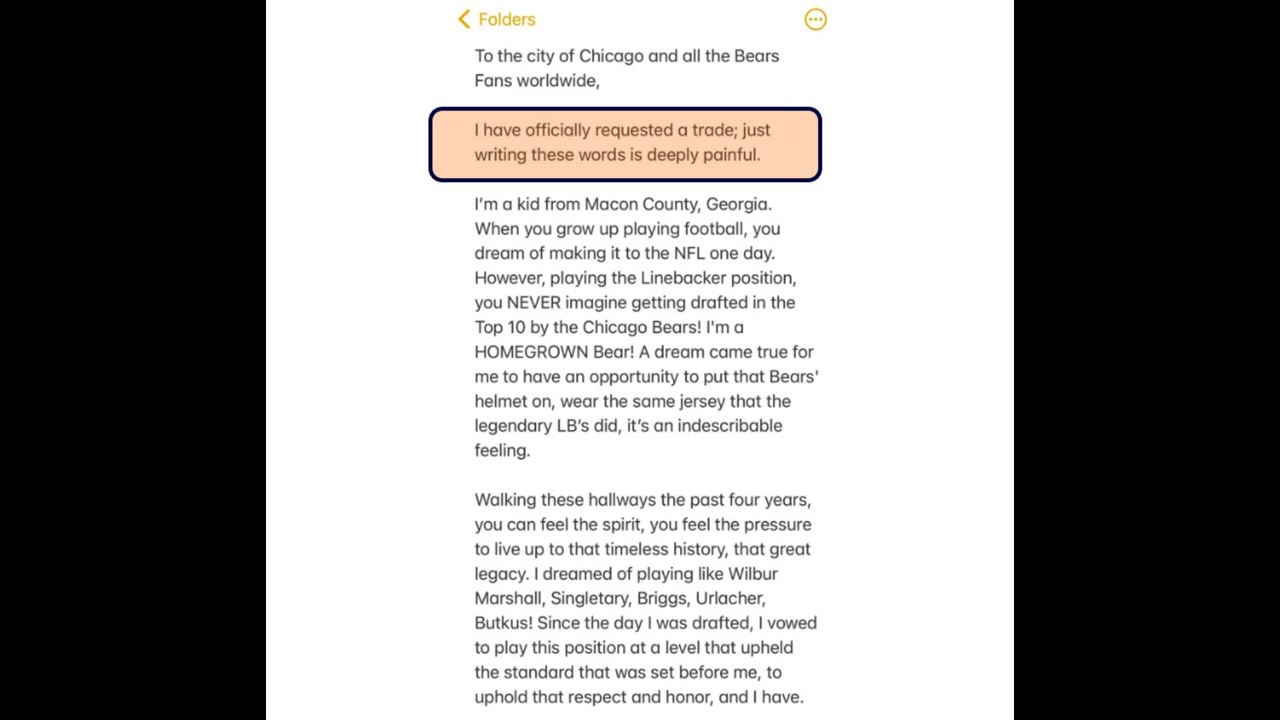 Folders
To the city of Chicago and all the Bears
Fans worldwide,
I have officially requested a trade; just
writing these words is deeply painful.
I’m a kid from Macon County, Georgia.
When you grow up playing football, you
dream of making it to the NFL one day.
However, playing the Linebacker position,
you NEVER imagine getting drafted in the
Top 10 by the Chicago Bears! I'm a
HOMEGROWN Bear! A dream came true for
me to have an opportunity to put that Bears'
helmet on, wear the same jersey that the
legendary LB’s did, it’s an indescribable
feeling.
Walking these hallways the past four years,
you can feel the spirit, you feel the pressure
to live up to that timeless history, that great
legacy. I dreamed of playing like Wilbur
Marshall, Singletary, Briggs, Urlacher,
Butkus! Since the day I was drafted, I vowed
to play this position at a level that upheld
the standard that was set before me, to
uphold that respect and honor, and I have.